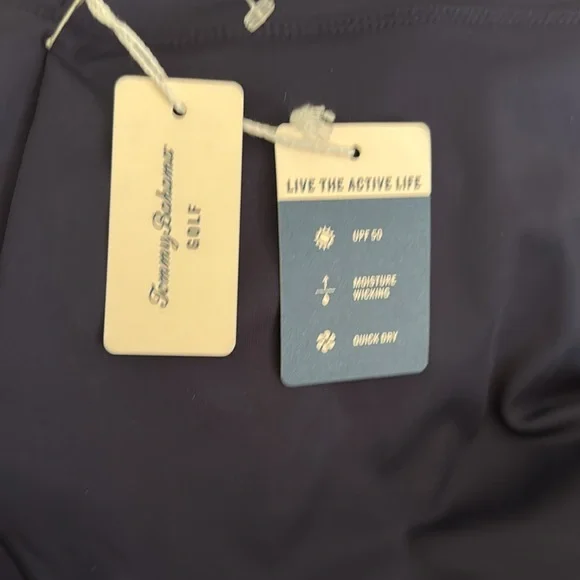 Tommy Bahama
GOLF
LIVE THE ACTIVE LIFE
UPF 50
MOISTURE
WICKING
QUICK DRY